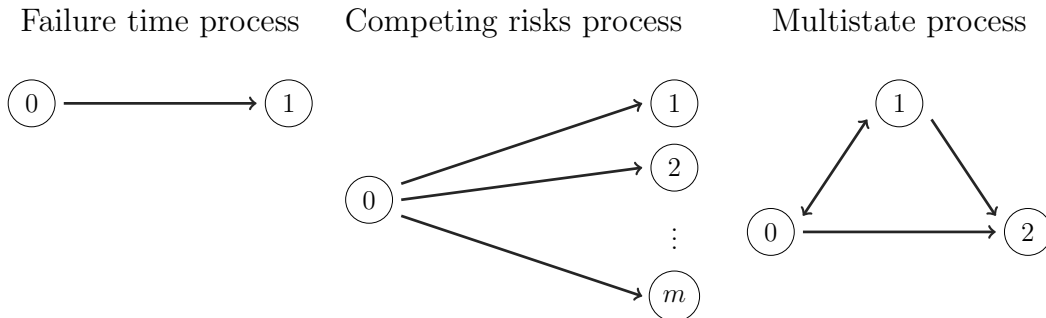 Failure time process
0
1
Competing risks process
0
1
2
⋮
m
Multistate process
1
0
2